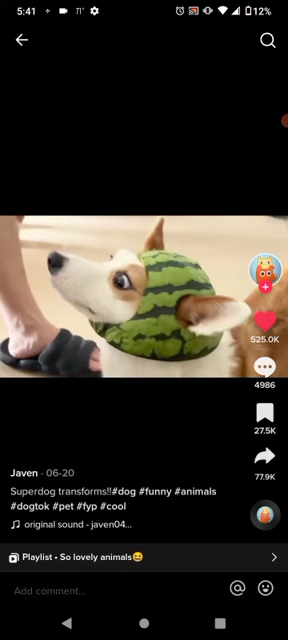 5:41
71°
12%
525.0K
4986
27.5K
77.9K
Javen · 06-20
Superdog transforms!!#dog #funny #animals
#dogtok #pet #fyp #cool
original sound - javen04...
Playlist • So lovely animals😆
Add comment...